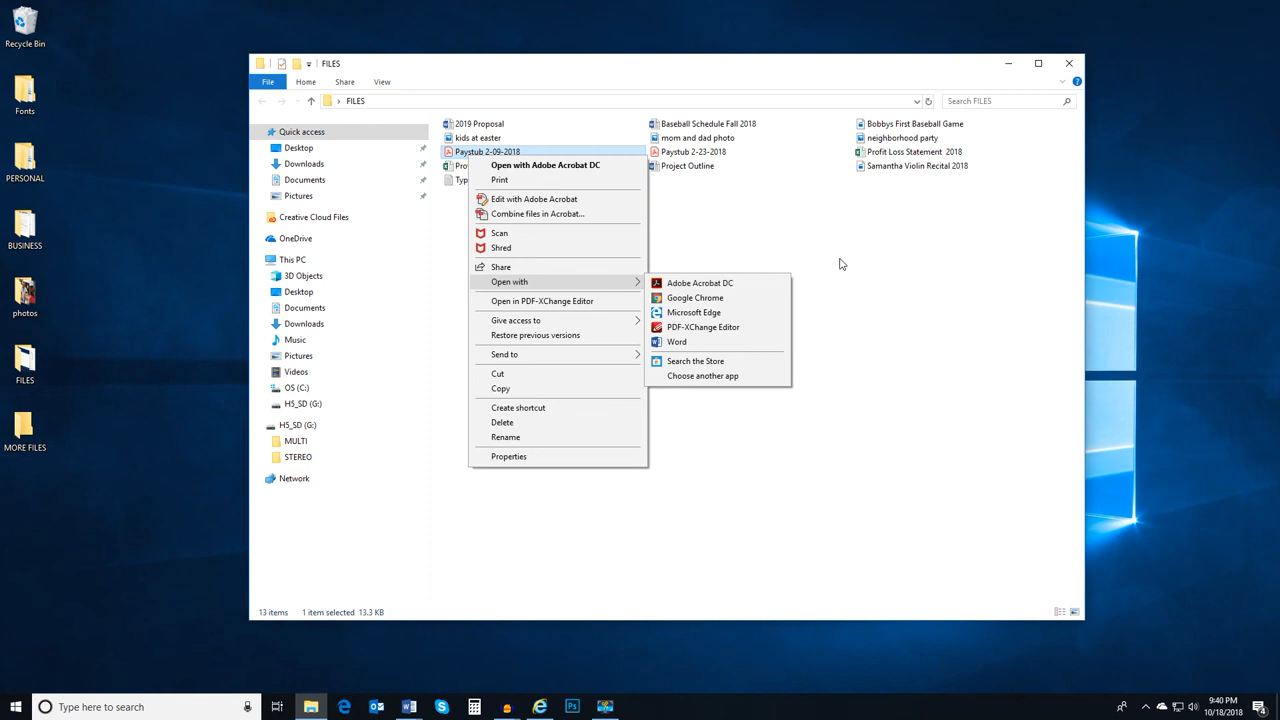 Recycle Bin
Fonts
PERSONAL
BUSINESS
photos
FILES
MORE FILES
FILES
File Home Share View
FILES
Search FILES
Quick access
Desktop
Downloads
Documents
Pictures
Creative Cloud Files
OneDrive
This PC
3D Objects
Desktop
Documents
Downloads
Music
Pictures
Videos
OS (C:)
H5_SD (G:)
H5_SD (G:)
MULTI
STEREO
Network
2019 Proposal
kids at easter
Paystub 2-09-2018
Pro
Typ
Baseball Schedule Fall 2018
mom and dad photo
Paystub 2-23-2018
Project Outline
Bobbys First Baseball Game
neighborhood party
Profit Loss Statement 2018
Samantha Violin Recital 2018
Open with Adobe Acrobat DC
Print
Edit with Adobe Acrobat
Combine files in Acrobat...
Scan
Shred
Share
Open with
Open in PDF-XChange Editor
Give access to
Restore previous versions
Send to
Cut
Copy
Create shortcut
Delete
Rename
Properties
Adobe Acrobat DC
Google Chrome
Microsoft Edge
PDF-XChange Editor
Word
Search the Store
Choose another app
13 items 1 item selected 13.3 KB
Type here to search
9:40 PM
10/18/2018